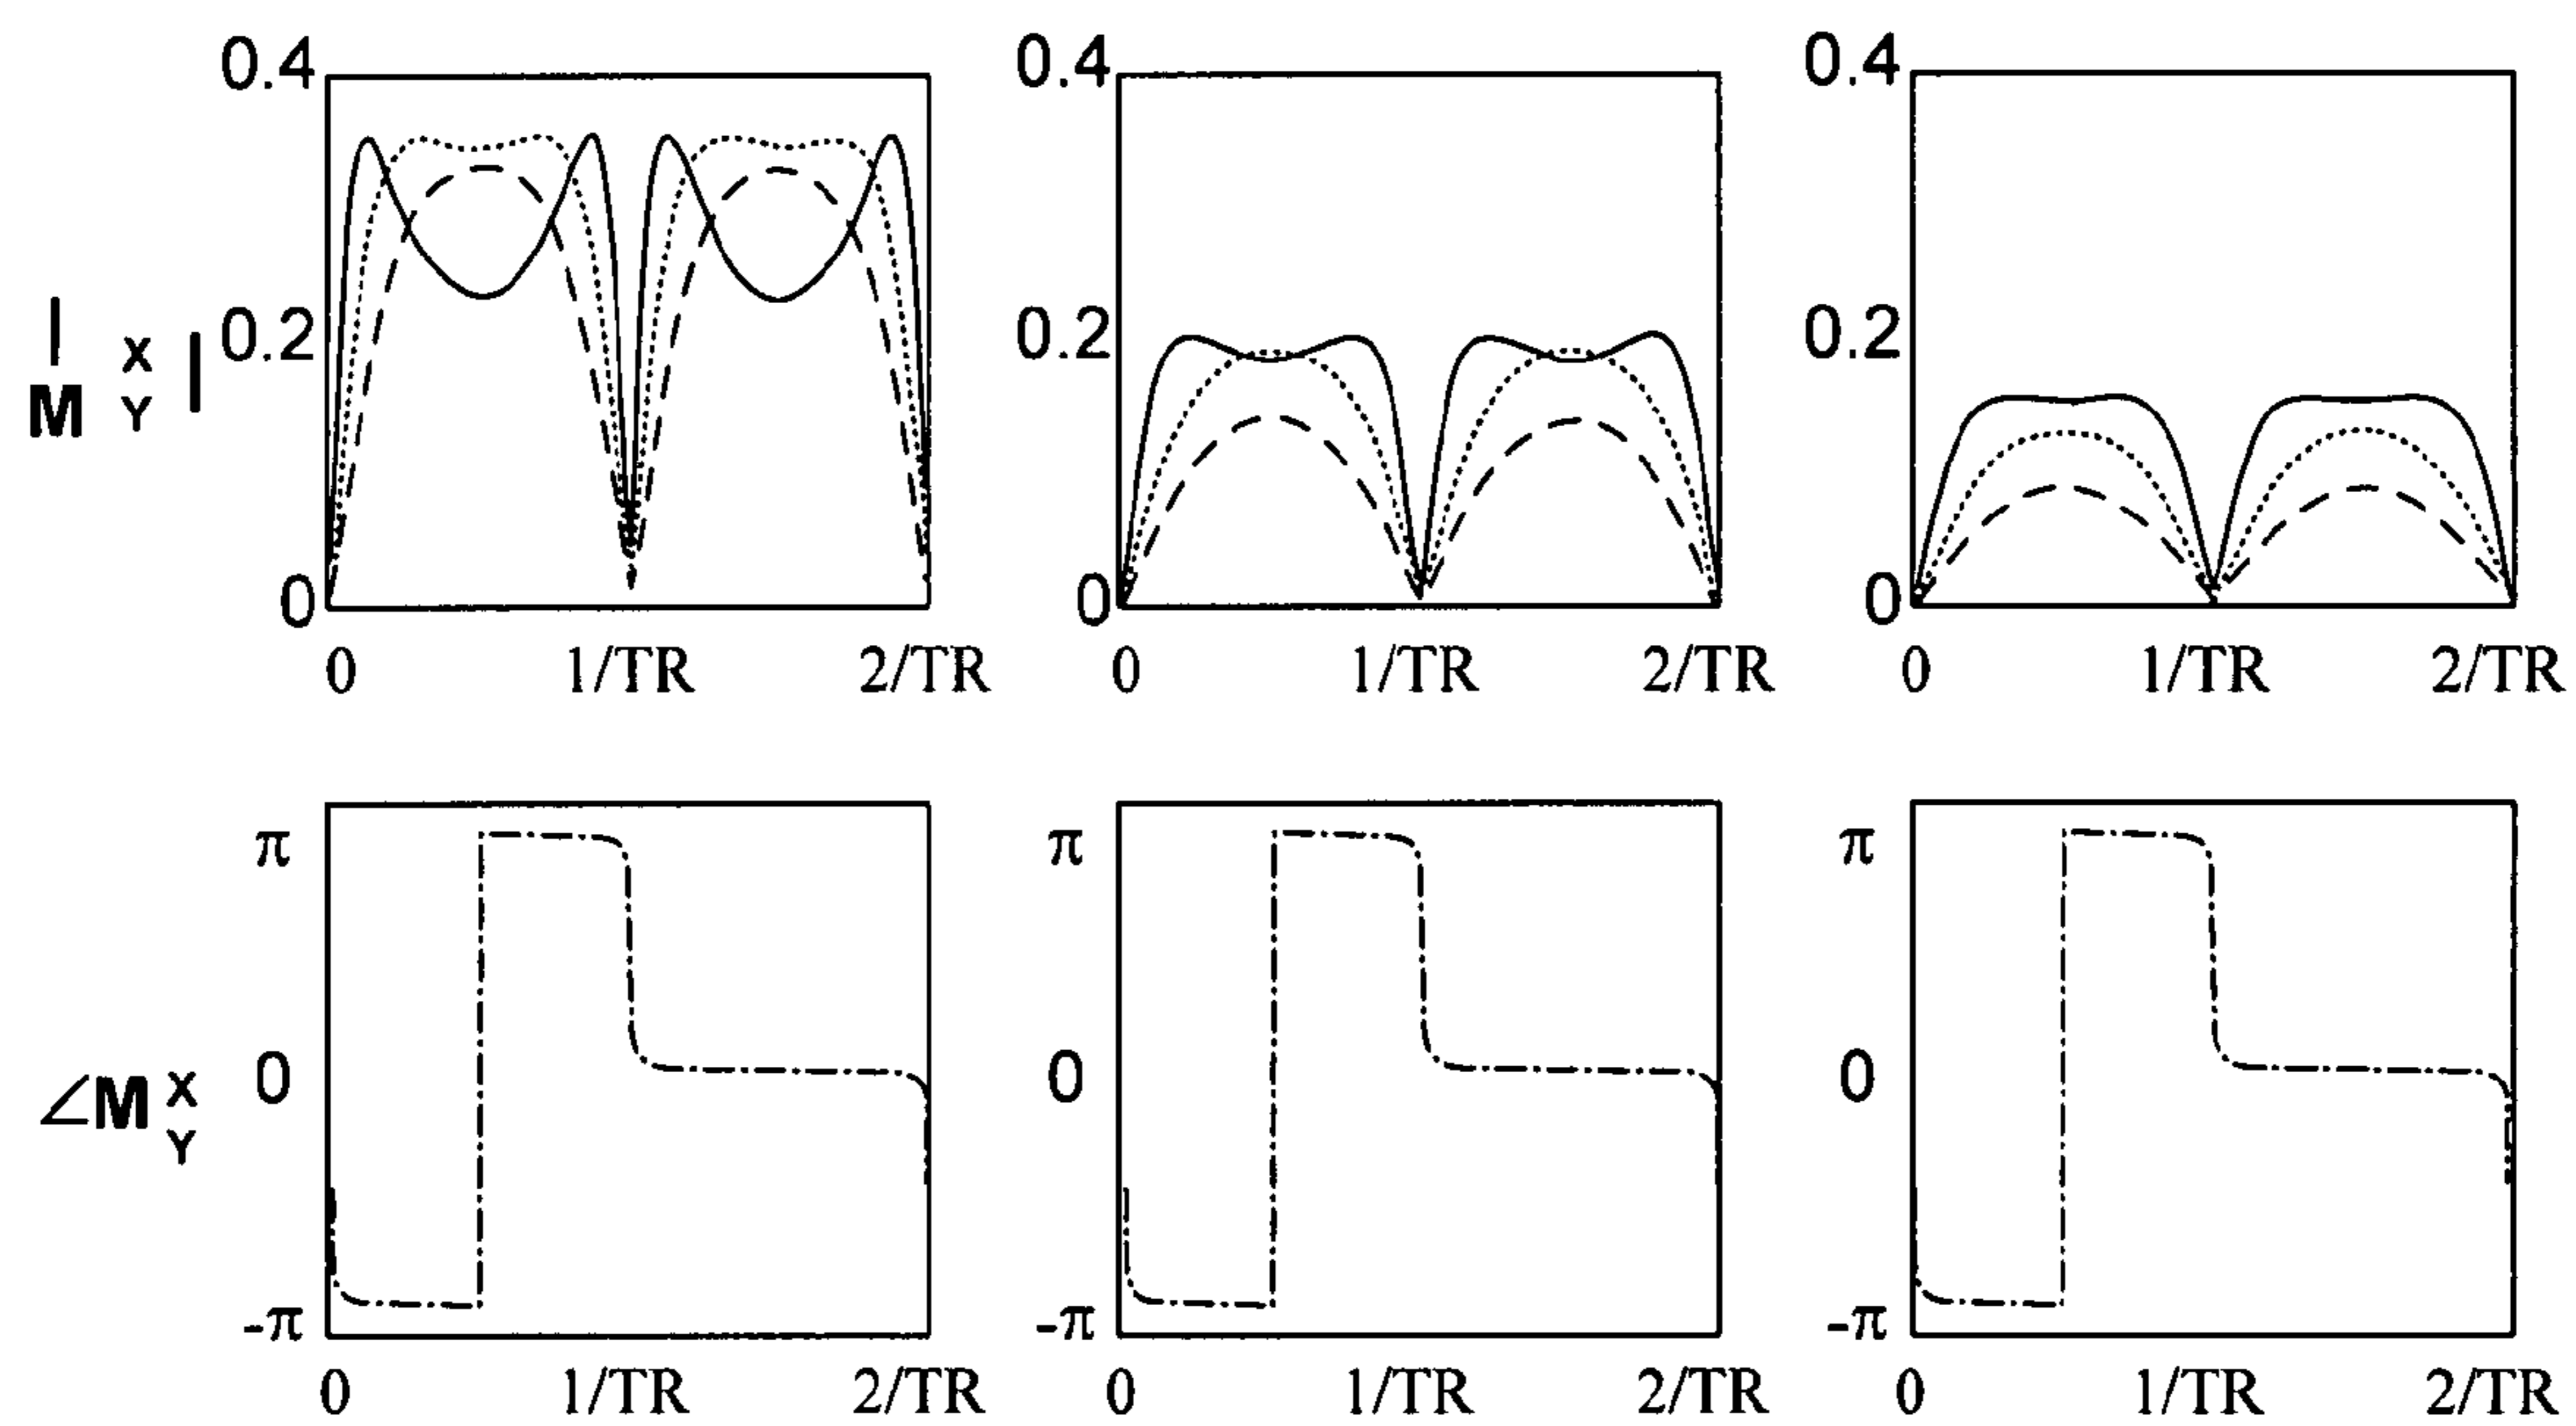 0.4 0.4 0.4
|M X Y| 0.2 0.2 0.2
0 0 0
0 1/TR 2/TR 0 1/TR 2/TR 0 1/TR 2/TR
π π π
∠M X Y 0 0 0
-π -π -π
0 1/TR 2/TR 0 1/TR 2/TR 0 1/TR 2/TR